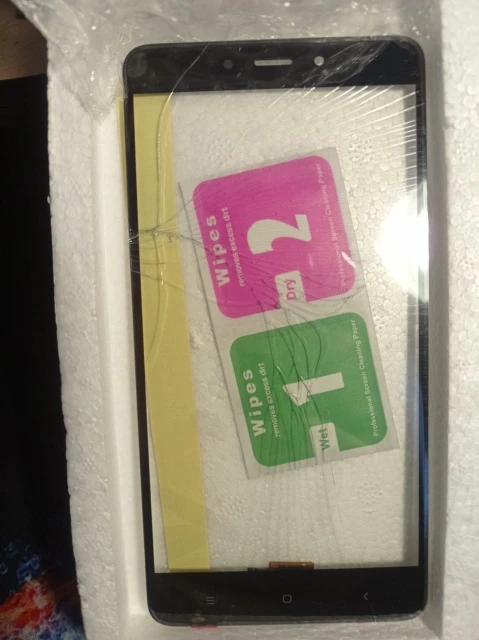 Wipes
removes excess dirt
2
Dry
Professional Screen Cleaning Paper
Wipes
removes excess dirt
1
Wet
Professional Screen Cleaning Paper